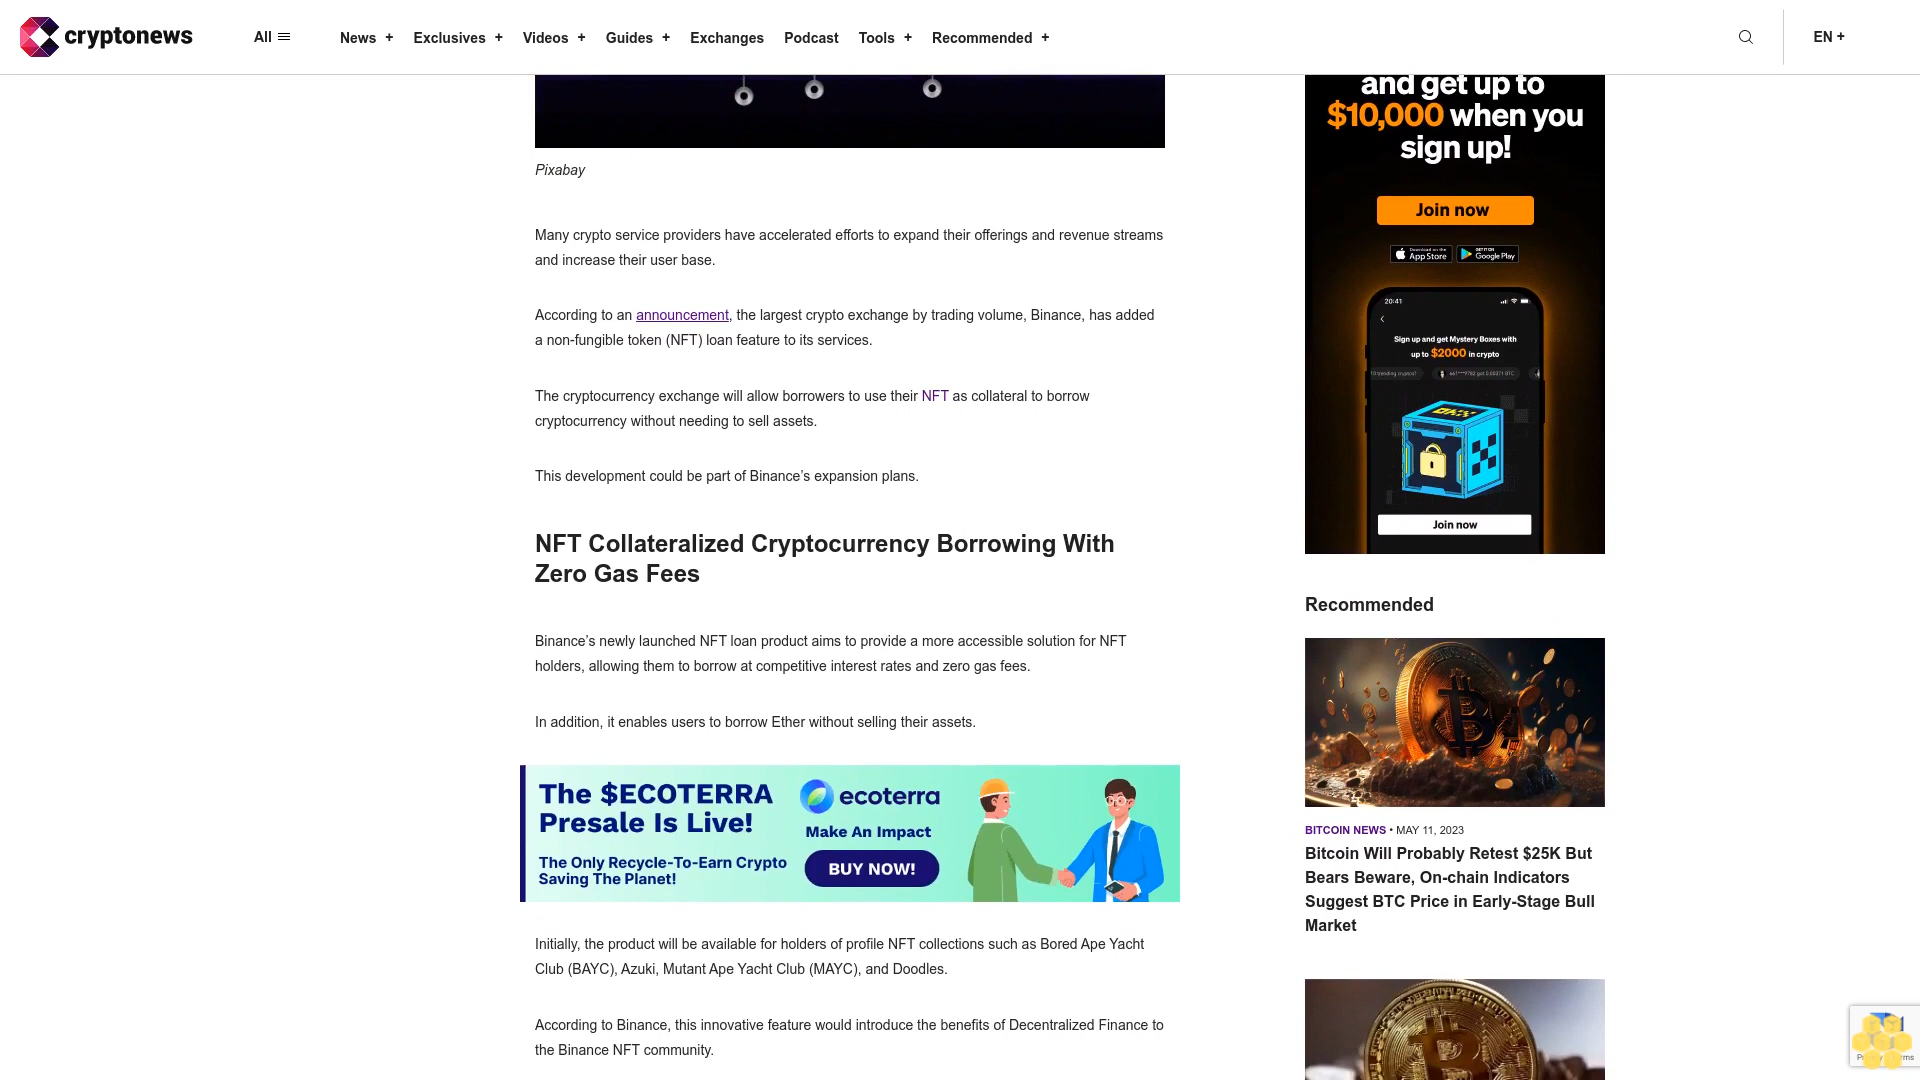 cryptonews
All
News +
Exclusives +
Videos +
Guides +
Exchanges
Podcast
Tools +
Recommended +
EN +
Pixabay
Many crypto service providers have accelerated efforts to expand their offerings and revenue streams
and increase their user base.
According to an announcement, the largest crypto exchange by trading volume, Binance, has added
a non-fungible token (NFT) loan feature to its services.
The cryptocurrency exchange will allow borrowers to use their NFT as collateral to borrow
cryptocurrency without needing to sell assets.
This development could be part of Binance’s expansion plans.
NFT Collateralized Cryptocurrency Borrowing With
Zero Gas Fees
Binance’s newly launched NFT loan product aims to provide a more accessible solution for NFT
holders, allowing them to borrow at competitive interest rates and zero gas fees.
In addition, it enables users to borrow Ether without selling their assets.
The $ECOTERRA
Presale Is Live!
The Only Recycle-To-Earn Crypto
Saving The Planet!
ecoterra
Make An Impact
BUY NOW!
Initially, the product will be available for holders of profile NFT collections such as Bored Ape Yacht
Club (BAYC), Azuki, Mutant Ape Yacht Club (MAYC), and Doodles.
According to Binance, this innovative feature would introduce the benefits of Decentralized Finance to
the Binance NFT community.
and get up to
$10,000 when you
sign up!
Join now
Download on the
App Store
GET IT ON
Google Play
20:41
Sign up and get Mystery Boxes with
up to $2000 in crypto
Join now
Recommended
BITCOIN NEWS • MAY 11, 2023
Bitcoin Will Probably Retest $25K But
Bears Beware, On-chain Indicators
Suggest BTC Price in Early-Stage Bull
Market